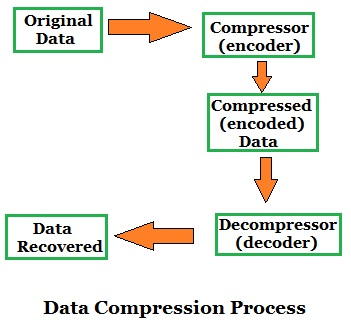 Original
Data
Compressor
(encoder)
Compressed
(encoded)
Data
Decompressor
(decoder)
Data
Recovered
Data Compression Process